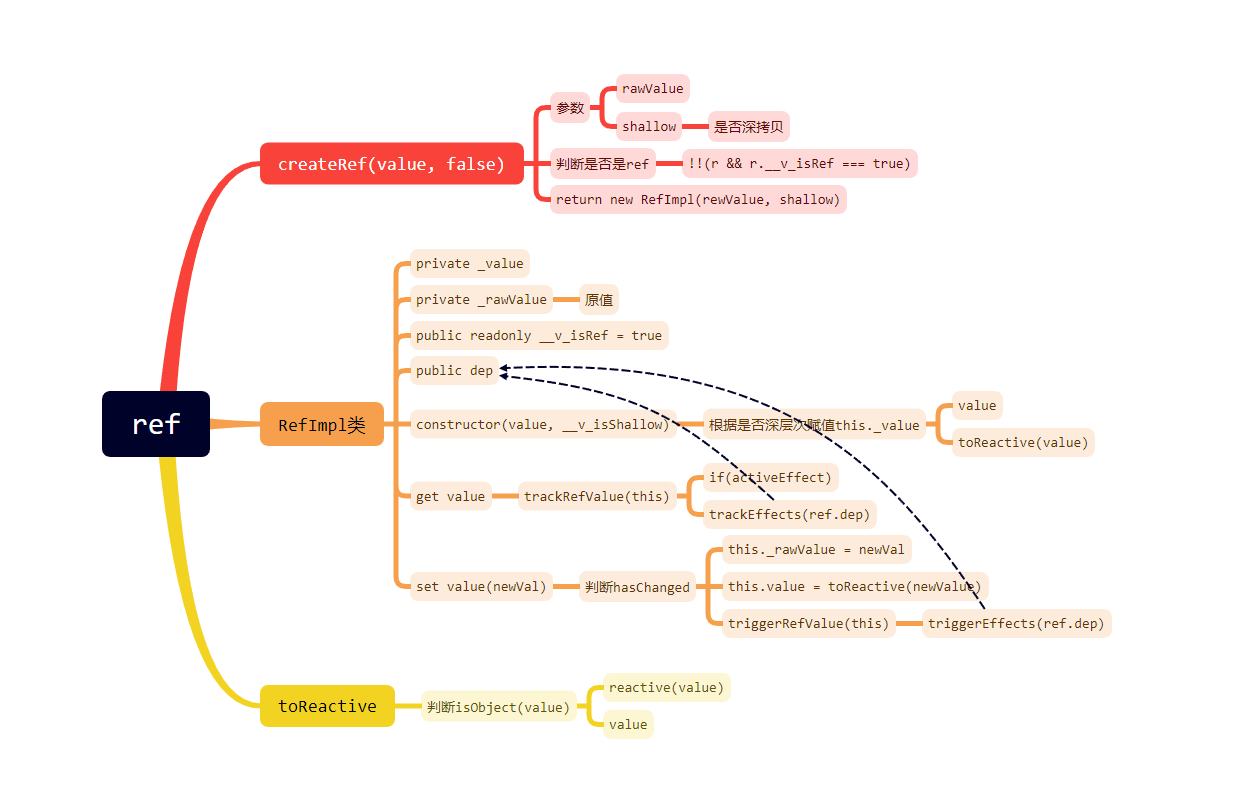 ref
createRef(value, false)
参数
rawValue
shallow
是否深拷贝
判断是否是ref
!!(r && r.__v_isRef === true)
return new RefImpl(rewValue, shallow)
RefImpl类
private _value
private _rawValue
原值
public readonly __v_isRef = true
public dep
constructor(value, __v_isShallow)
根据是否深层次赋值this._value
value
toReactive(value)
get value
trackRefValue(this)
if(activeEffect)
trackEffects(ref.dep)
set value(newVal)
判断hasChanged
this._rawValue = newVal
this.value = toReactive(newValue)
triggerRefValue(this)
triggerEffects(ref.dep)
toReactive
判断isObject(value)
reactive(value)
value